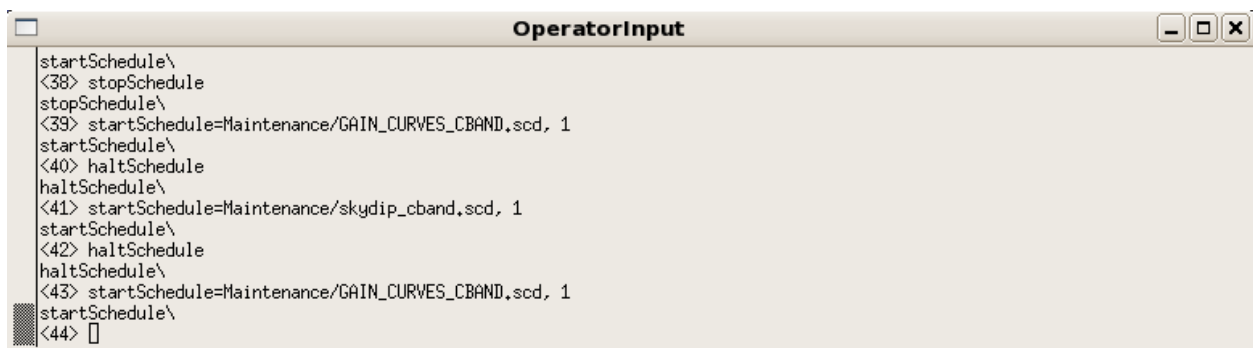 OperatorInput
startSchedule\
<38> stopSchedule
stopSchedule\
<39> startSchedule=Maintenance/GAIN_CURVES_CBAND.scd, 1
startSchedule\
<40> haltSchedule
haltSchedule\
<41> startSchedule=Maintenance/skydip_cband.scd, 1
startSchedule\
<42> haltSchedule
haltSchedule\
<43> startSchedule=Maintenance/GAIN_CURVES_CBAND.scd, 1
startSchedule\
<44>